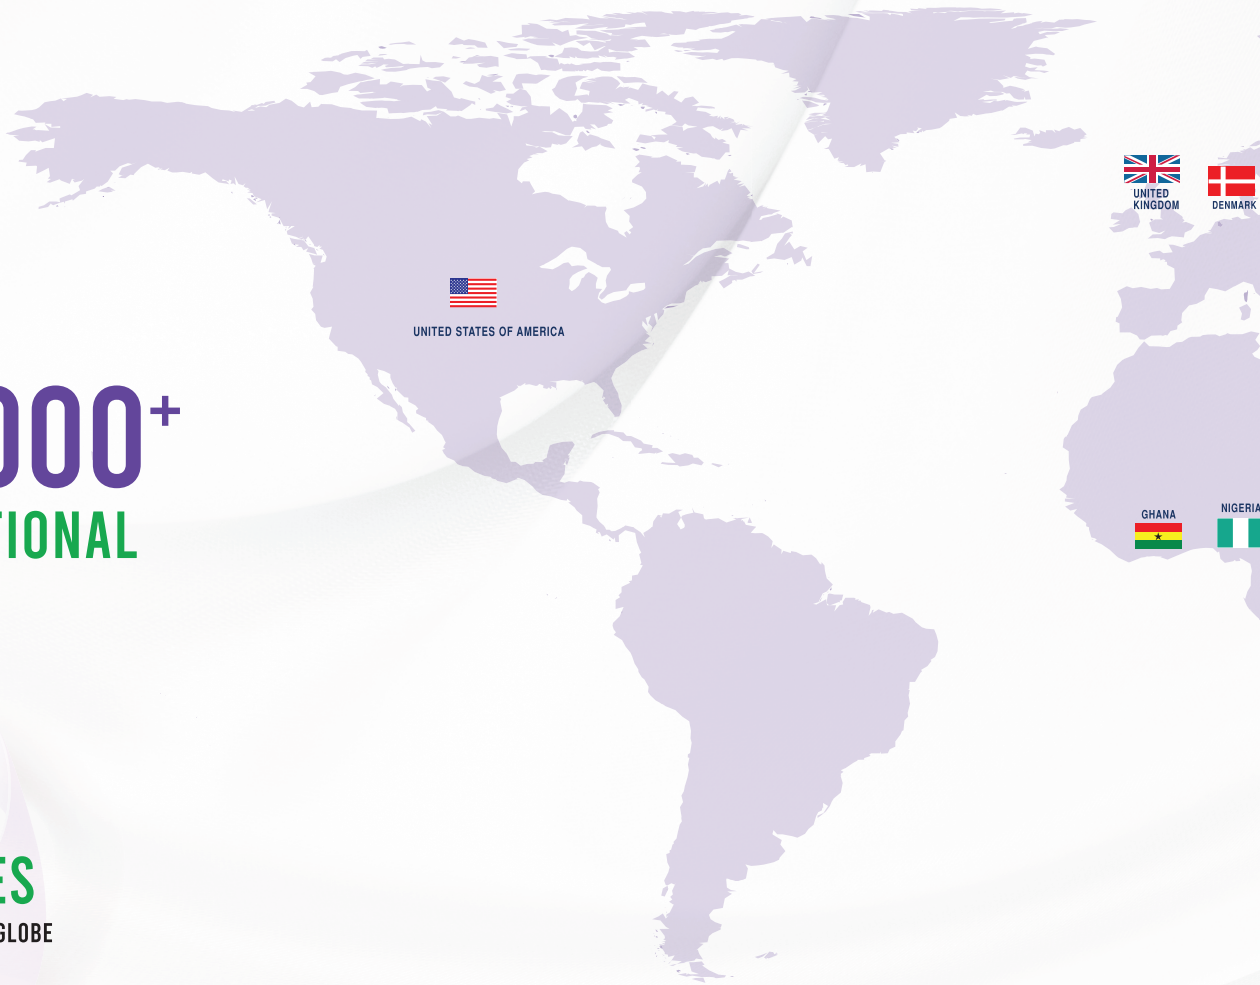 UNITED
KINGDOM
DENMARK
UNITED STATES OF AMERICA
000+
TIONAL
GHANA
NIGERIA
ES
GLOBE